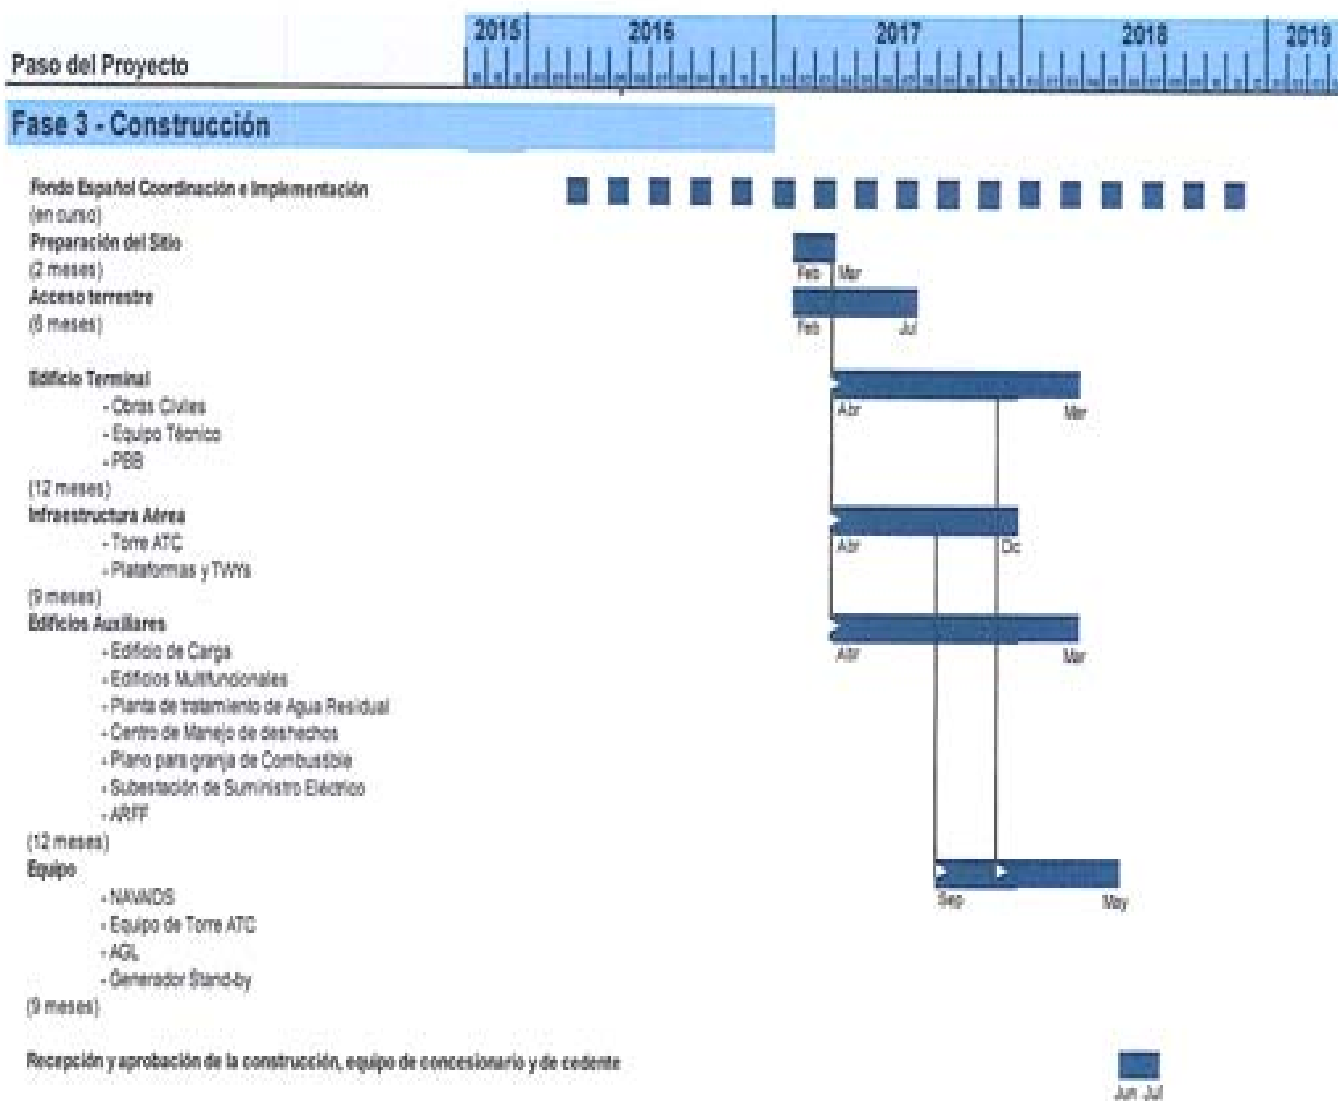 2015 2016 2017 2018 2019
Paso del Proyecto
Fase 3 - Construcción
Fondo Español Coordinación e Implementación
(en curso)
Preparación del Sitio
(2 meses)
Feb Mar
Acceso terrestre
(6 meses)
Feb Jul
Edificio Terminal
- Obras Civiles
Abr Mar
- Equipo Técnico
- PBB
(12 meses)
Infraestructura Aérea
- Torre ATC
Abr Dc
- Plataformas y TWYs
(9 meses)
Edificios Auxiliares
- Edificio de Carga
Abr Mar
- Edificios Multifuncionales
- Planta de tratamiento de Agua Residual
- Centro de Manejo de deshechos
- Plano para granja de Combustible
- Subestación de Suministro Eléctrico
- ARFF
(12 meses)
Equipo
- NAVAIDS
Sep May
- Equipo de Torre ATC
- AGL
- Generador Stand-by
(9 meses)
Recepción y aprobación de la construcción, equipo de concesionario y de cedente
Jun Jul